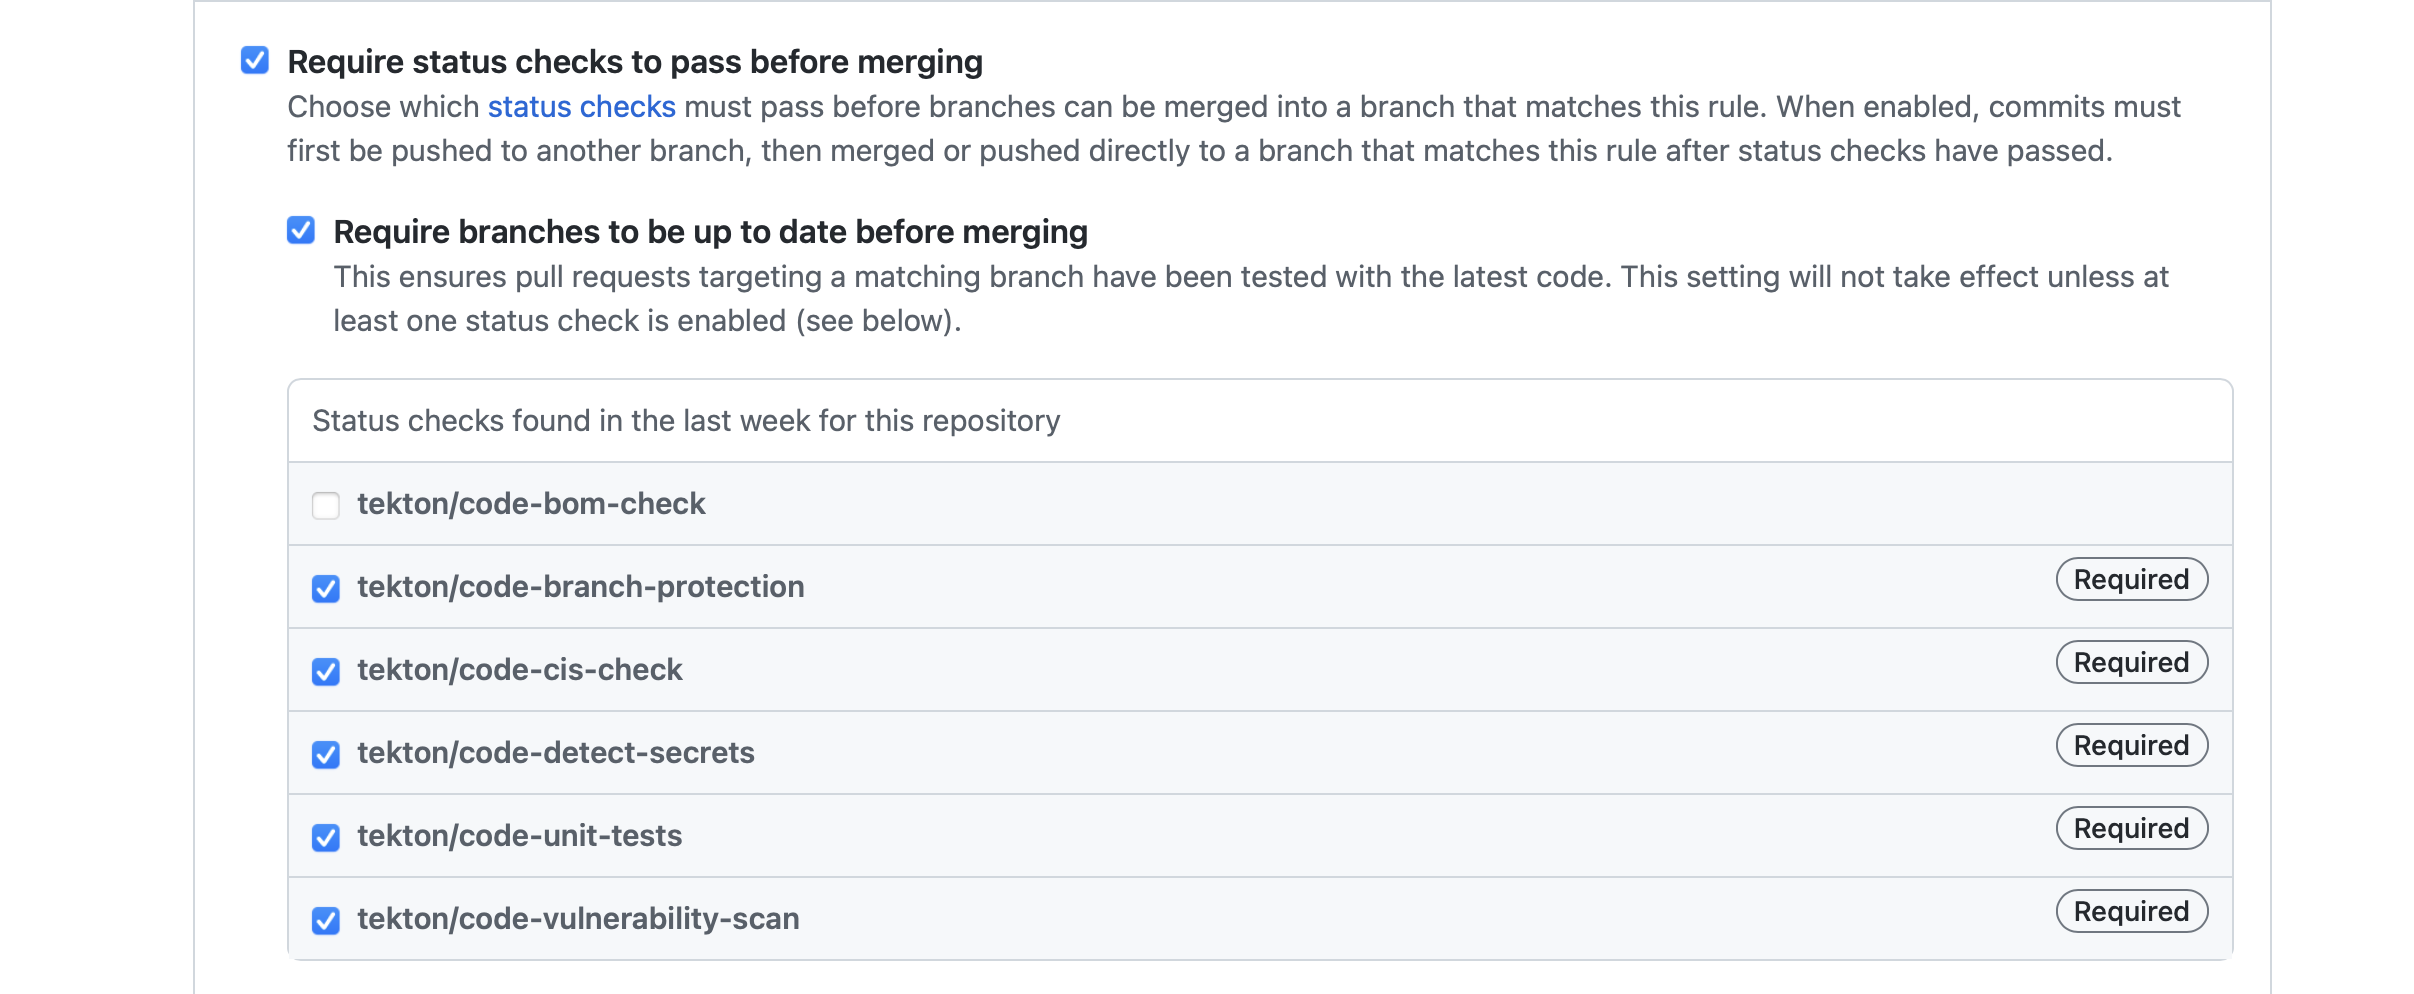 Require status checks to pass before merging
Choose which status checks must pass before branches can be merged into a branch that matches this rule. When enabled, commits must
first be pushed to another branch, then merged or pushed directly to a branch that matches this rule after status checks have passed.
Require branches to be up to date before merging
This ensures pull requests targeting a matching branch have been tested with the latest code. This setting will not take effect unless at
least one status check is enabled (see below).
Status checks found in the last week for this repository
tekton/code-bom-check
tekton/code-branch-protection Required
tekton/code-cis-check Required
tekton/code-detect-secrets Required
tekton/code-unit-tests Required
tekton/code-vulnerability-scan Required